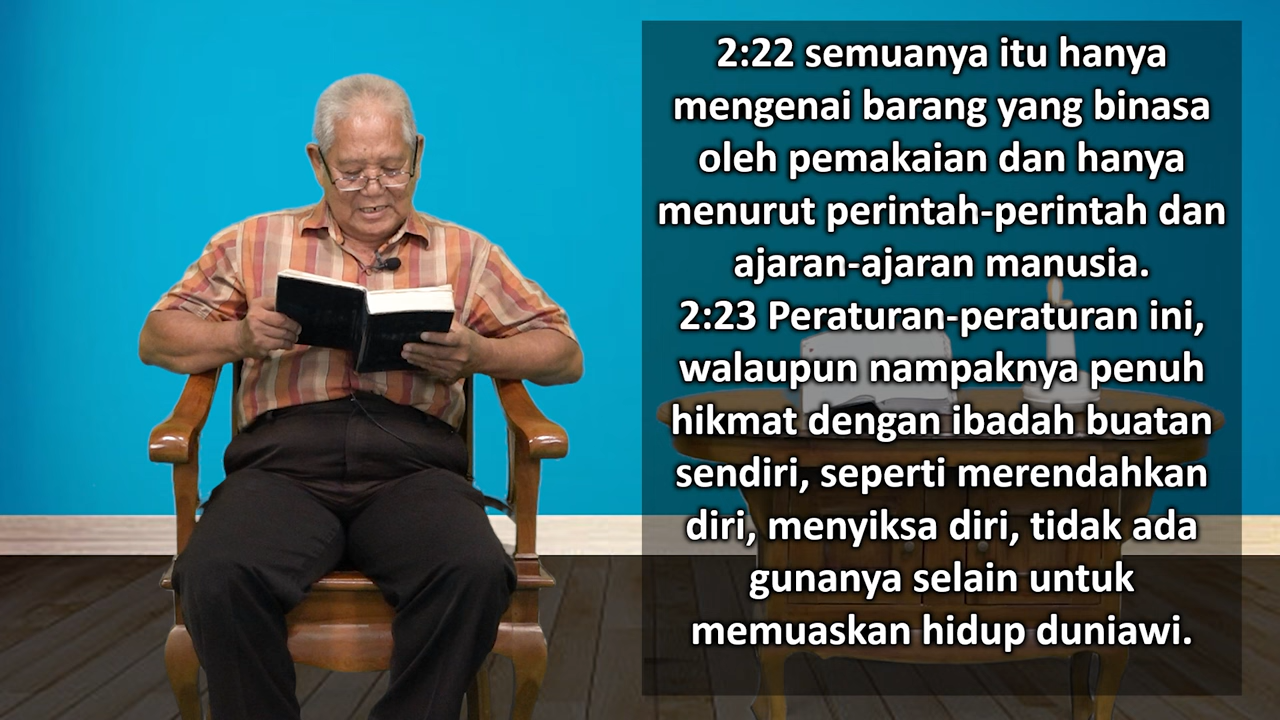 2:22 semuanya itu hanya
mengenai barang yang binasa
oleh pemakaian dan hanya
menurut perintah-perintah dan
ajaran-ajaran manusia.
2:23 Peraturan-peraturan ini,
walaupun nampaknya penuh
hikmat dengan ibadah buatan
sendiri, seperti merendahkan
diri, menyiksa diri, tidak ada
gunanya selain untuk
memuaskan hidup duniawi.